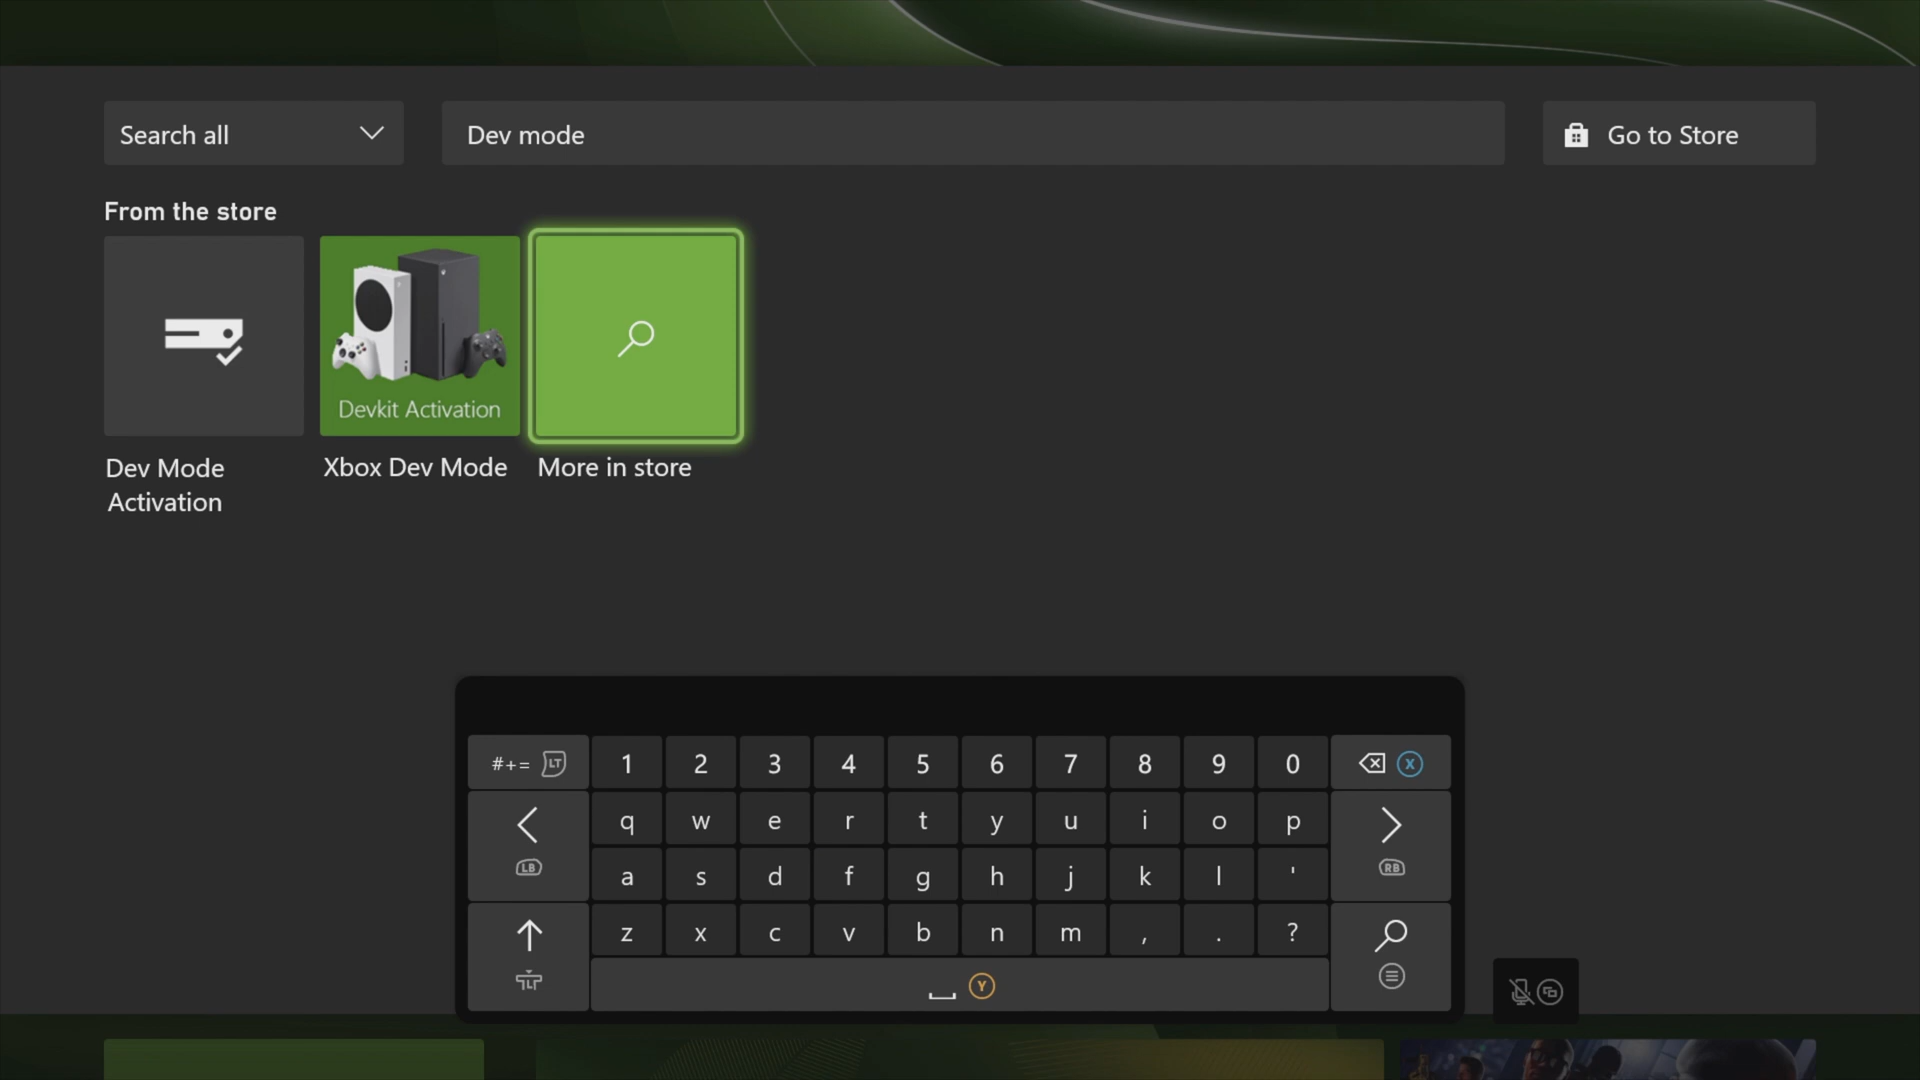 Search all
Dev mode
Go to Store
From the store
Devkit Activation
Dev Mode
Activation
Xbox Dev Mode
More in store
#+= LT 1 2 3 4 5 6 7 8 9 0 X
q w e r t y u i o p
LB a s d f g h j k l ' RB
z x c v b n m , . ?
LT Y